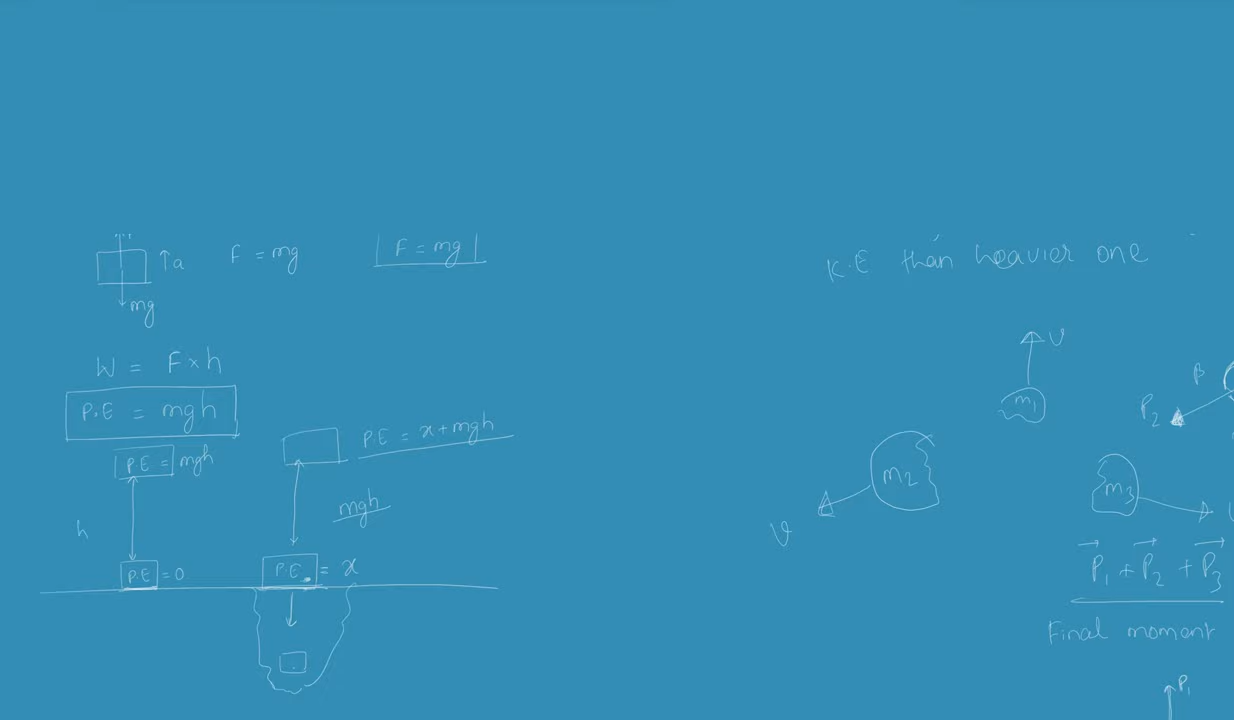 ↑a F = mg F = mg
mg
W = F × h
P.E = mgh
P.E = mgh
PE = x + mgh
mgh
h
P.E = 0
P.E. = x
K.E than heavier one
v
m1
β
P2
m2
v
m3
P1 + P2 + P3
Final moment
P1